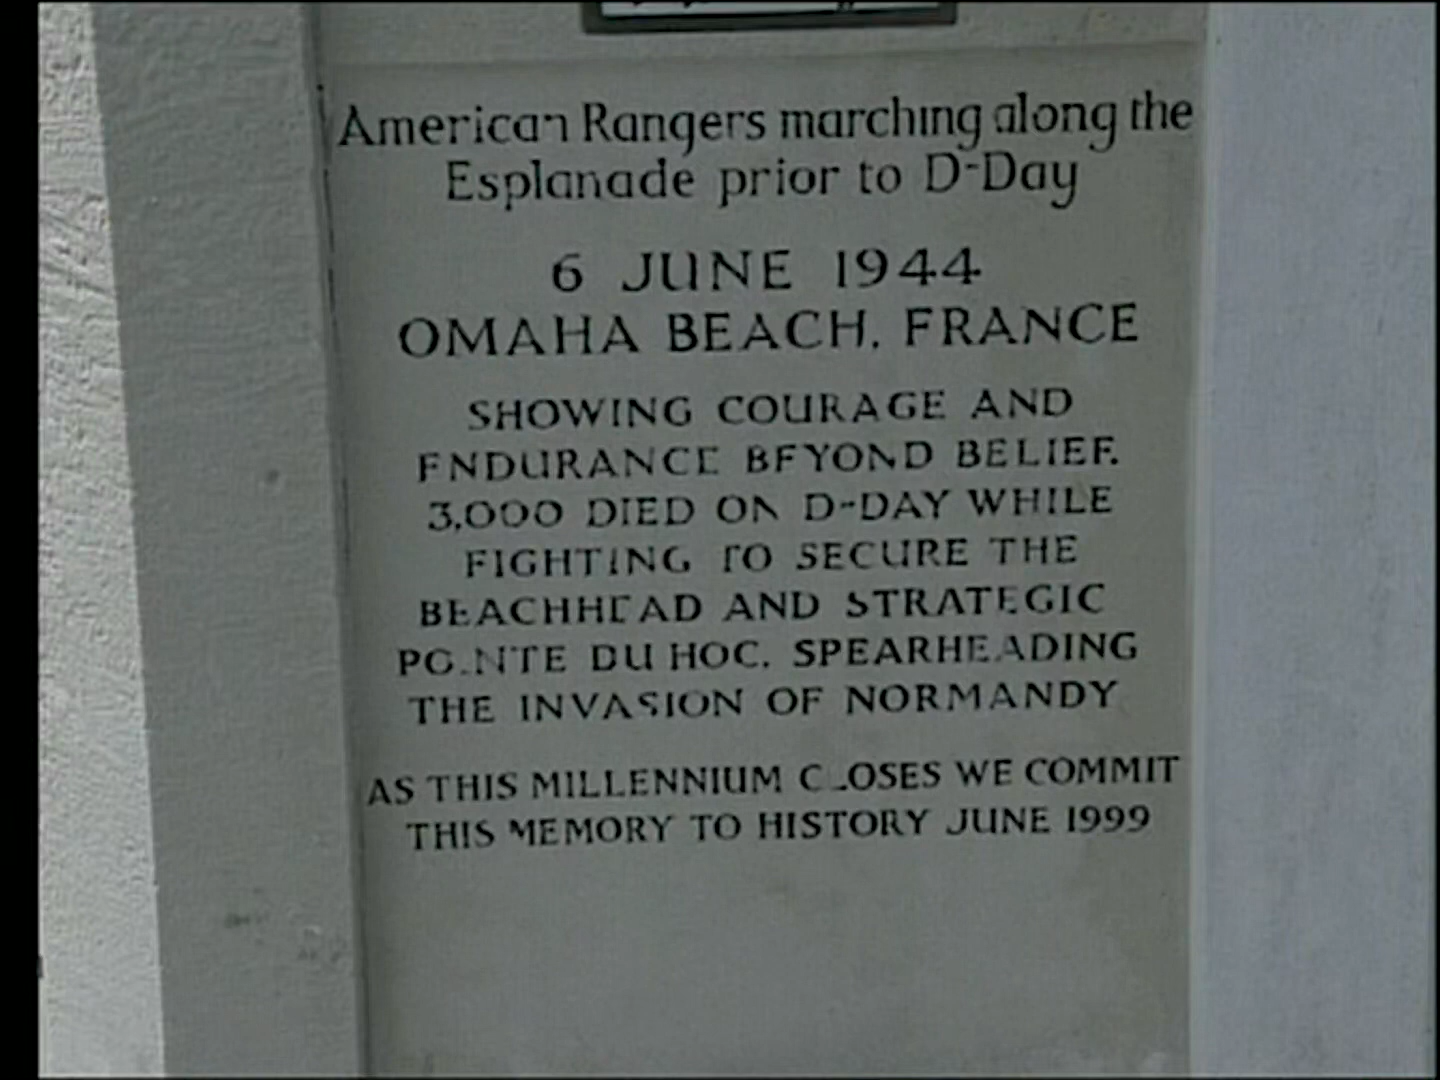 American Rangers marching along the
Esplanade prior to D-Day
6 JUNE 1944
OMAHA BEACH, FRANCE
SHOWING COURAGE AND
ENDURANCE BEYOND BELIEF.
3,000 DIED ON D-DAY WHILE
FIGHTING TO SECURE THE
BEACHHEAD AND STRATEGIC
POINTE DU HOC, SPEARHEADING
THE INVASION OF NORMANDY
AS THIS MILLENNIUM CLOSES WE COMMIT
THIS MEMORY TO HISTORY JUNE 1999